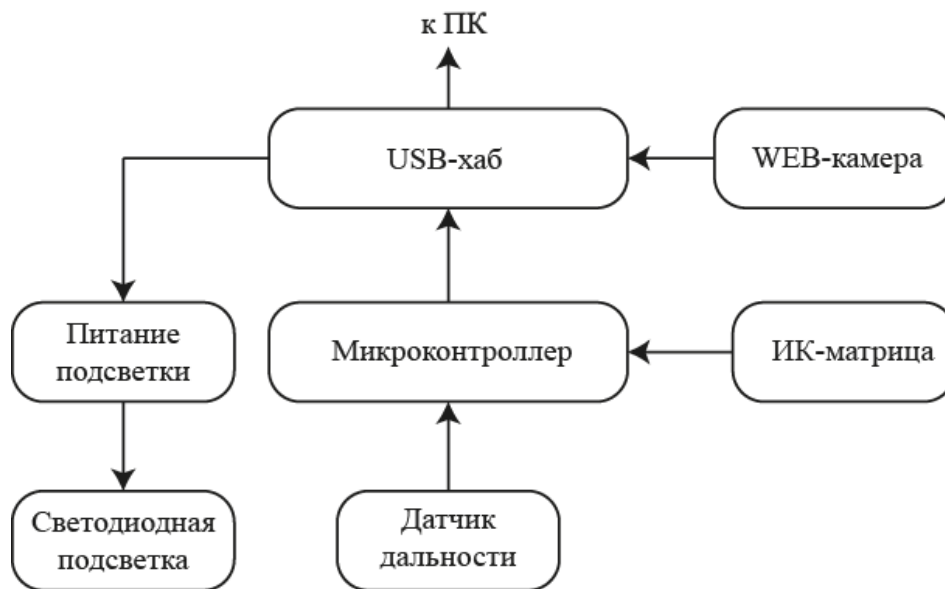 к ПК
USB-хаб
WEB-камера
Питание
подсветки
Микроконтроллер
ИК-матрица
Светодиодная
подсветка
Датчик
дальности